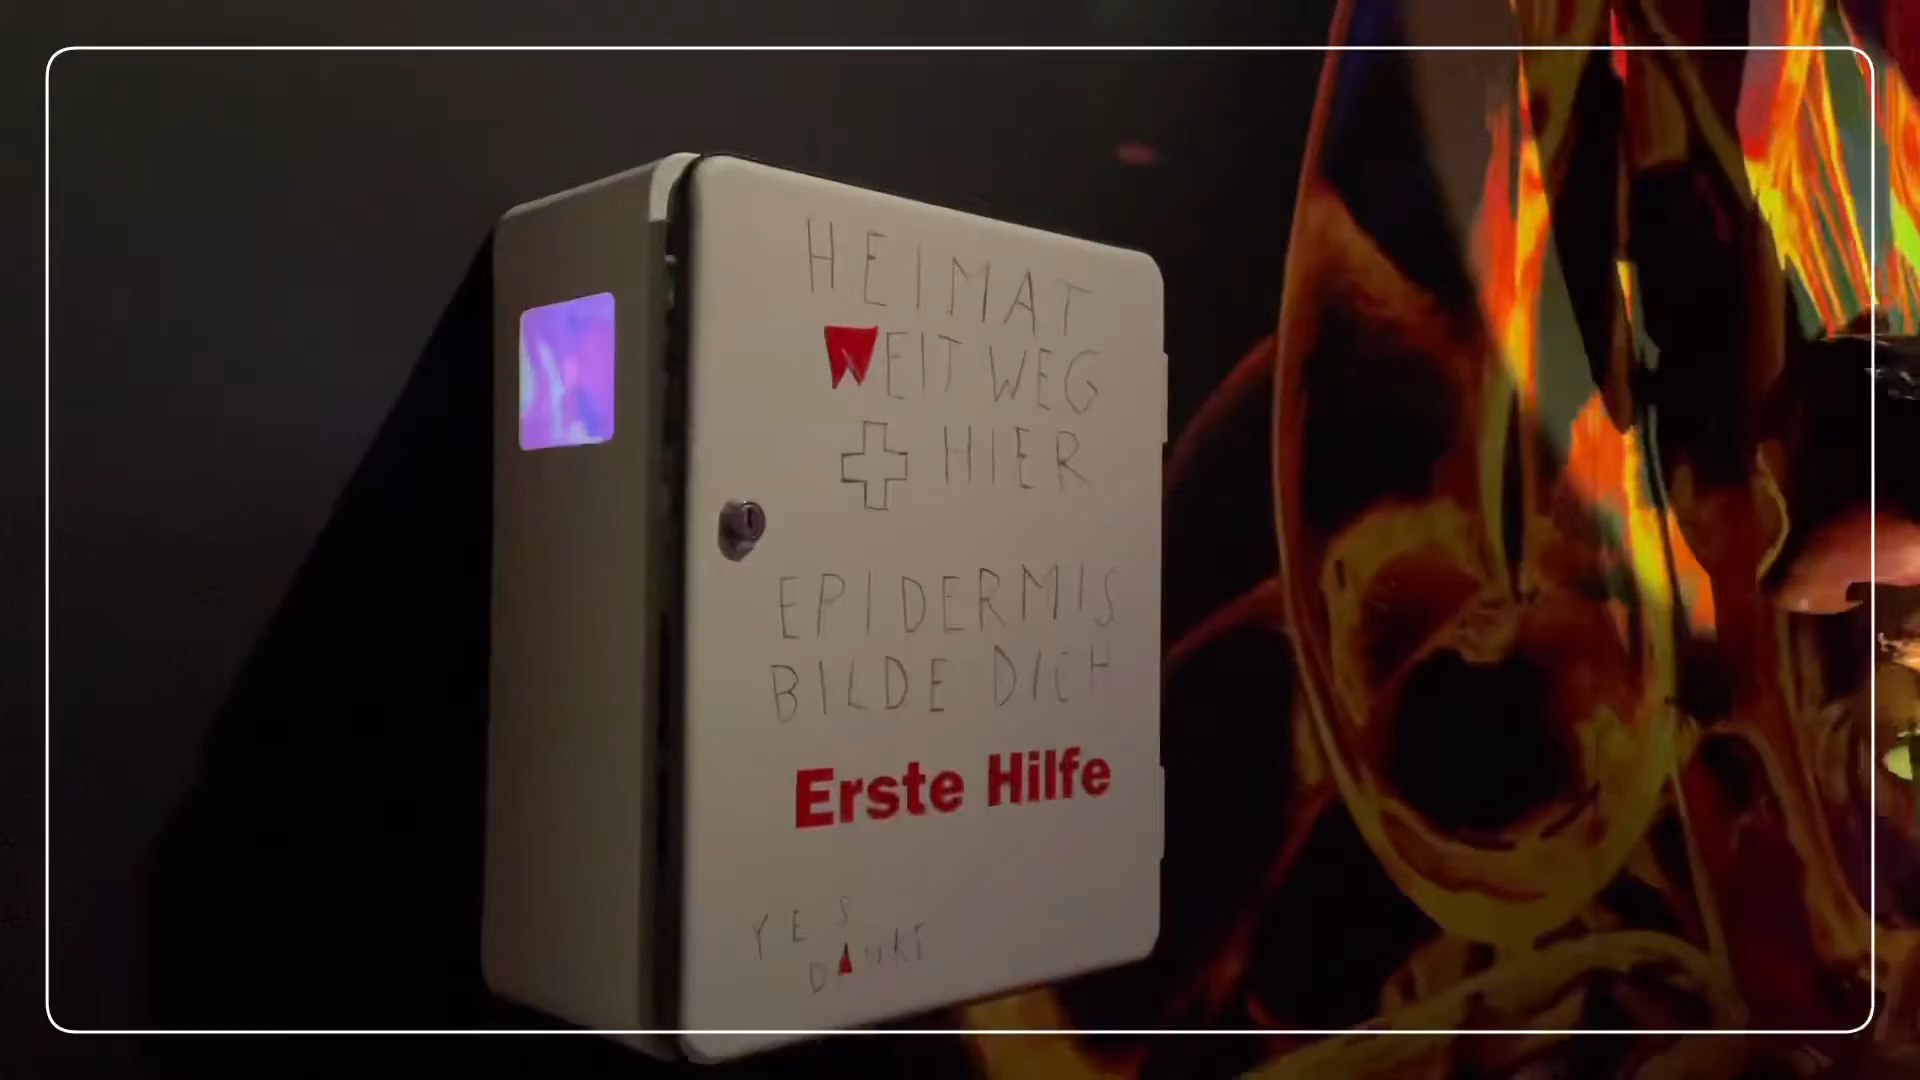 HEIMAT
WEIT WEG
HIER
EPIDERMIS
BILDE DICH
Erste Hilfe
YES
DANKE